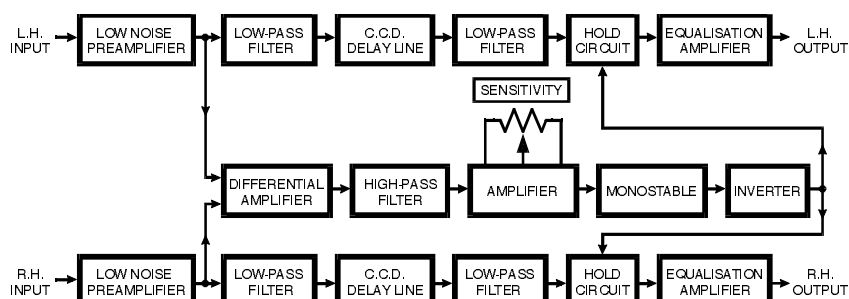 L.H.
INPUT
LOW NOISE
PREAMPLIFIER
LOW-PASS
FILTER
C.C.D.
DELAY LINE
LOW-PASS
FILTER
HOLD
CIRCUIT
EQUALISATION
AMPLIFIER
L.H.
OUTPUT
SENSITIVITY
DIFFERENTIAL
AMPLIFIER
HIGH-PASS
FILTER
AMPLIFIER
MONOSTABLE
INVERTER
R.H.
INPUT
LOW NOISE
PREAMPLIFIER
LOW-PASS
FILTER
C.C.D.
DELAY LINE
LOW-PASS
FILTER
HOLD
CIRCUIT
EQUALISATION
AMPLIFIER
R.H.
OUTPUT